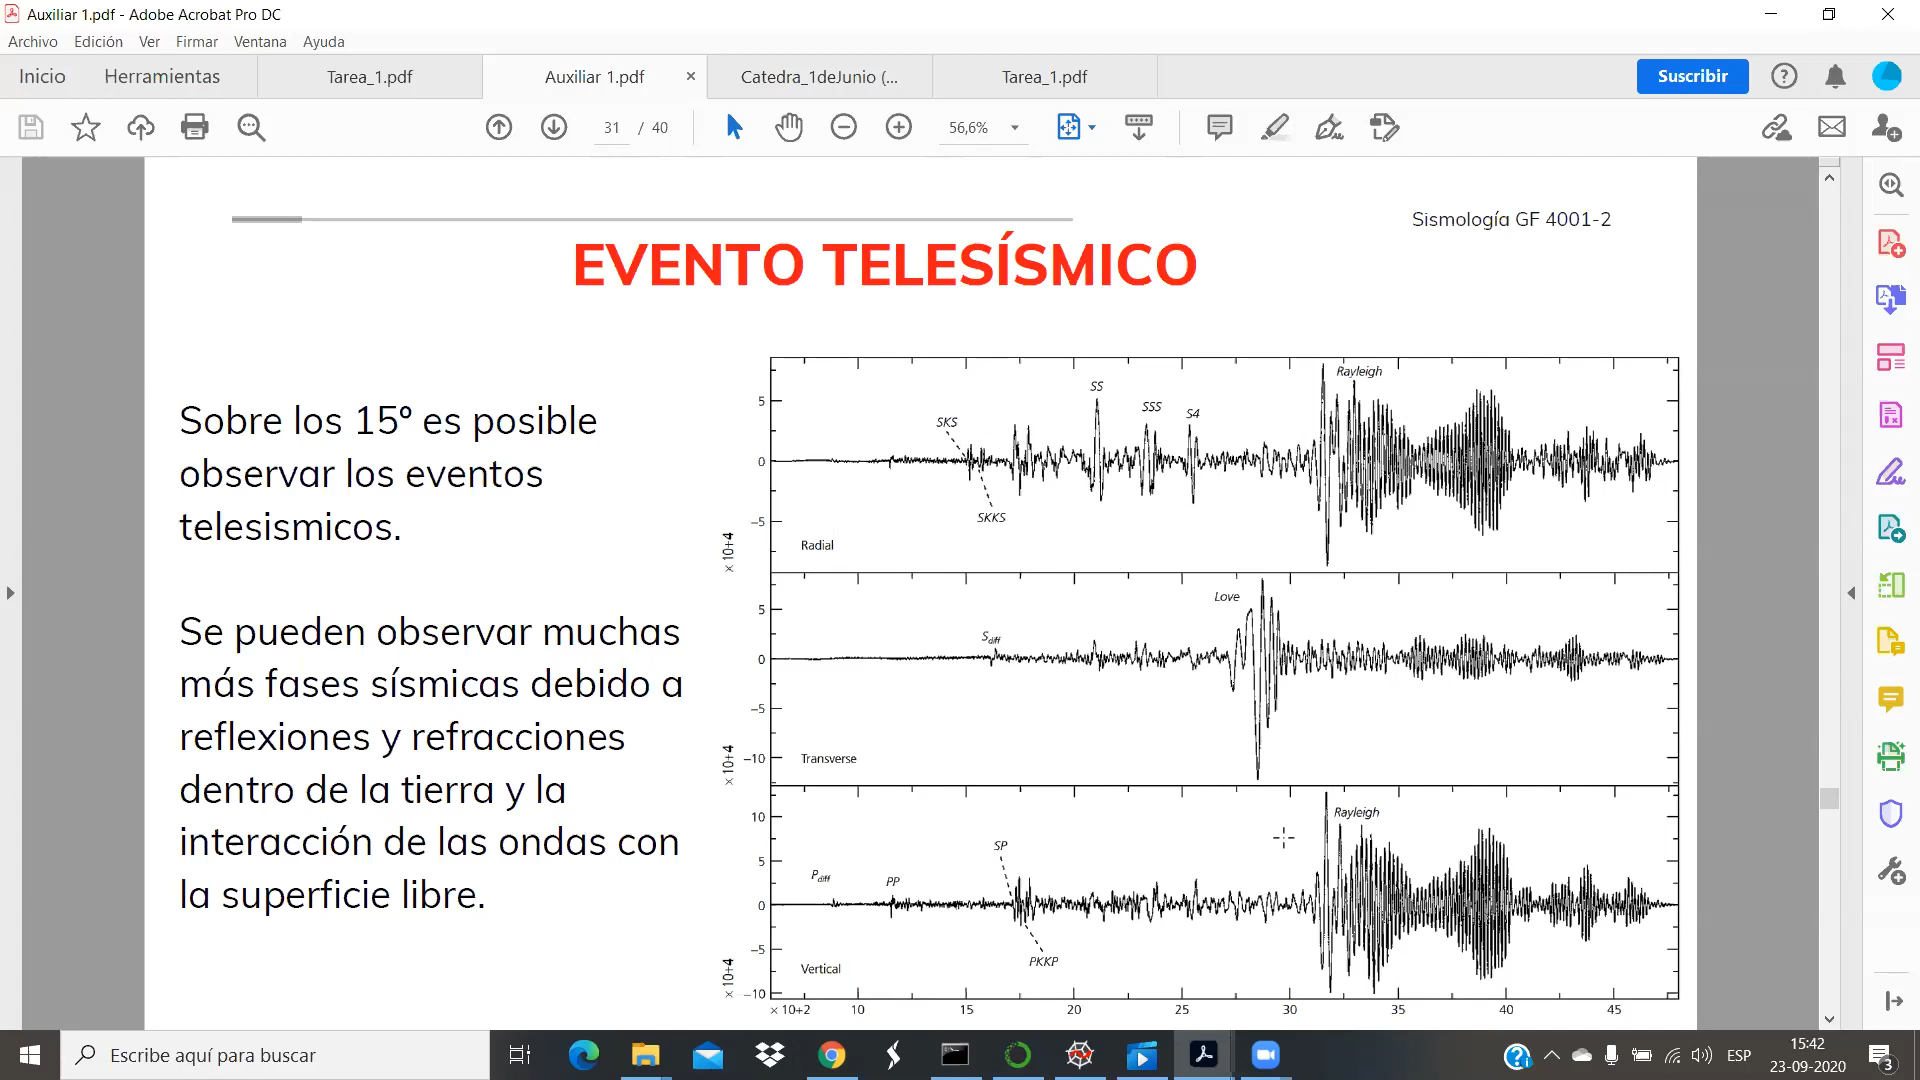 Auxiliar 1.pdf - Adobe Acrobat Pro DC
Archivo Edición Ver Firmar Ventana Ayuda
Inicio Herramientas Tarea_1.pdf Auxiliar 1.pdf × Catedra_1deJunio (... Tarea_1.pdf Suscribir
31 / 40 56,6%
Sismología GF 4001-2
EVENTO TELESÍSMICO
Sobre los 15º es posible
observar los eventos
telesismicos.
Se pueden observar muchas
más fases sísmicas debido a
reflexiones y refracciones
dentro de la tierra y la
interacción de las ondas con
la superficie libre.
Rayleigh
SS
SSS
S4
SKS
SKKS
5
0
-5
x 10+4
Radial
Love
Sdiff
5
0
-5
-10
x 10+4
Transverse
Rayleigh
SP
Pdiff
PP
PKKP
10
5
0
-5
-10
x 10+4
Vertical
x 10+2 10 15 20 25 30 35 40 45
Escribe aquí para buscar
ESP
15:42
23-09-2020
3